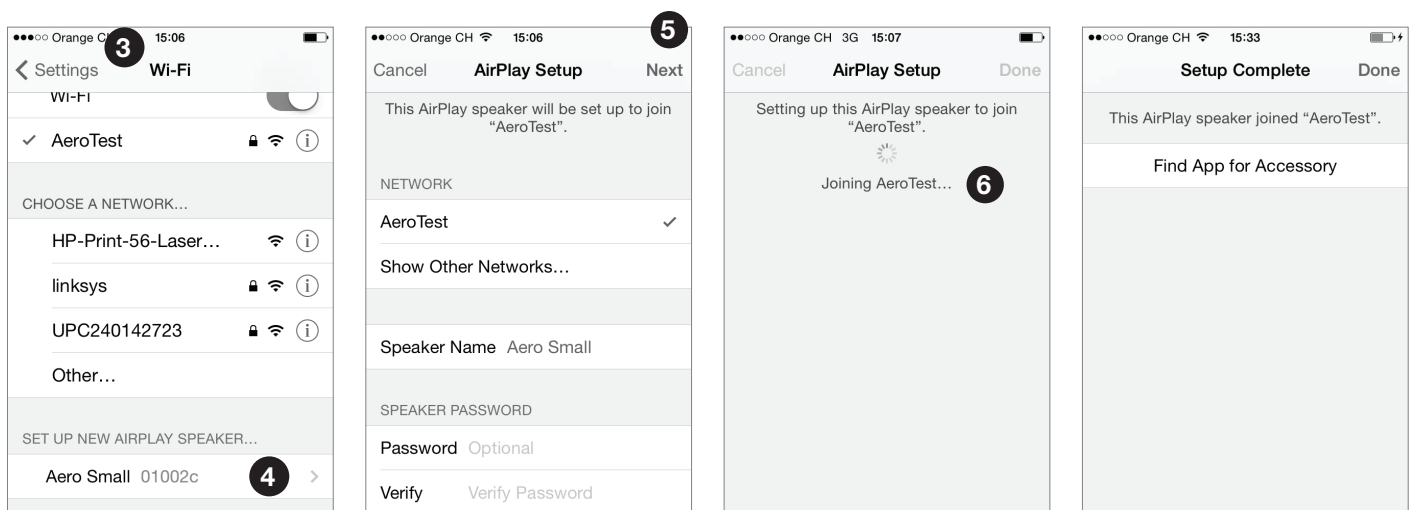 ●●●○○ Orange C 3 15:06
Settings Wi-Fi
Wi-Fi
✓ AeroTest
CHOOSE A NETWORK...
HP-Print-56-Laser...
linksys
UPC240142723
Other...
SET UP NEW AIRPLAY SPEAKER...
Aero Small 01002c 4
5
●●○○○ Orange CH 15:06
Cancel AirPlay Setup Next
This AirPlay speaker will be set up to join
“AeroTest”.
NETWORK
AeroTest ✓
Show Other Networks...
Speaker Name Aero Small
SPEAKER PASSWORD
Password Optional
Verify Verify Password
●●○○○ Orange CH 3G 15:07
Cancel AirPlay Setup Done
Setting up this AirPlay speaker to join
“AeroTest”.
Joining AeroTest... 6
●●○○○ Orange CH 15:33
Setup Complete Done
This AirPlay speaker joined “AeroTest”.
Find App for Accessory